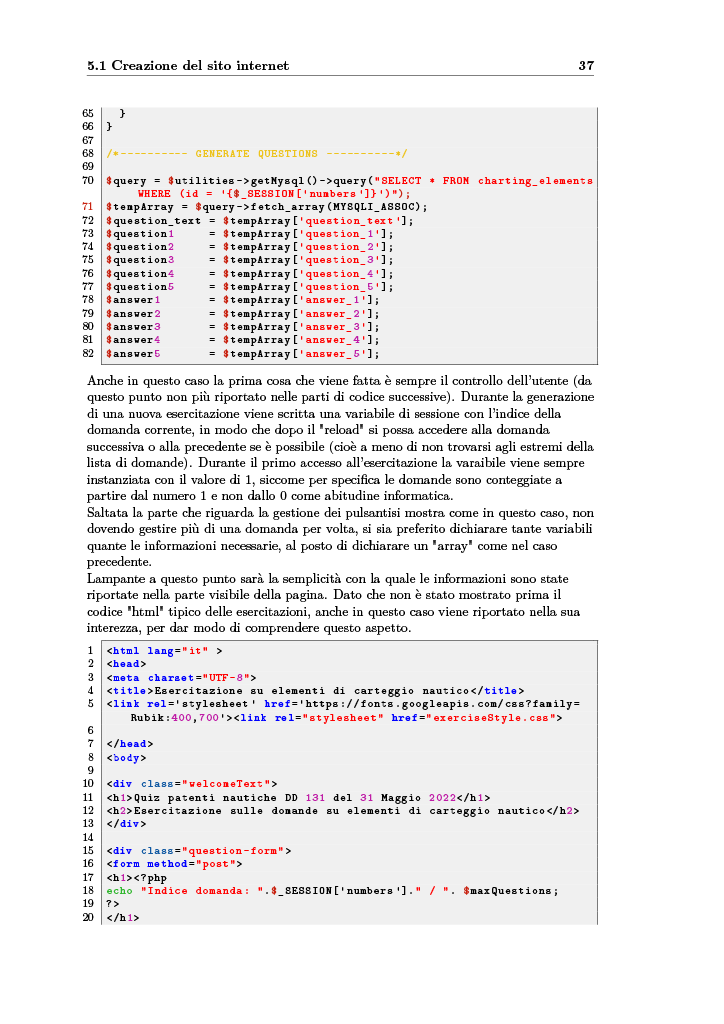 5.1 Creazione del sito internet 37
65 }
66 }
67
68 /*---------- GENERATE QUESTIONS ----------*/
69
70 $query = $utilities->getMysql()->query("SELECT * FROM charting_elements
WHERE (id = '{$_SESSION['numbers']}')");
71 $tempArray = $query->fetch_array(MYSQLI_ASSOC);
72 $question_text = $tempArray['question_text'];
73 $question1 = $tempArray['question_1'];
74 $question2 = $tempArray['question_2'];
75 $question3 = $tempArray['question_3'];
76 $question4 = $tempArray['question_4'];
77 $question5 = $tempArray['question_5'];
78 $answer1 = $tempArray['answer_1'];
79 $answer2 = $tempArray['answer_2'];
80 $answer3 = $tempArray['answer_3'];
81 $answer4 = $tempArray['answer_4'];
82 $answer5 = $tempArray['answer_5'];
Anche in questo caso la prima cosa che viene fatta è sempre il controllo dell'utente (da
questo punto non più riportato nelle parti di codice successive). Durante la generazione
di una nuova esercitazione viene scritta una variabile di sessione con l'indice della
domanda corrente, in modo che dopo il "reload" si possa accedere alla domanda
successiva o alla precedente se è possibile (cioè a meno di non trovarsi agli estremi della
lista di domande). Durante il primo accesso all'esercitazione la varaibile viene sempre
instanziata con il valore di 1, siccome per specifica le domande sono conteggiate a
partire dal numero 1 e non dallo 0 come abitudine informatica.
Saltata la parte che riguarda la gestione dei pulsantisi mostra come in questo caso, non
dovendo gestire più di una domanda per volta, si sia preferito dichiarare tante variabili
quante le informazioni necessarie, al posto di dichiarare un "array" come nel caso
precedente.
Lampante a questo punto sarà la semplicità con la quale le informazioni sono state
riportate nella parte visibile della pagina. Dato che non è stato mostrato prima il
codice "html" tipico delle esercitazioni, anche in questo caso viene riportato nella sua
interezza, per dar modo di comprendere questo aspetto.
1 <html lang="it" >
2 <head>
3 <meta charset="UTF-8">
4 <title>Esercitazione su elementi di carteggio nautico</title>
5 <link rel='stylesheet' href='https://fonts.googleapis.com/css?family=
Rubik:400,700'><link rel="stylesheet" href="exerciseStyle.css">
6
7 </head>
8 <body>
9
10 <div class="welcomeText">
11 <h1>Quiz patenti nautiche DD 131 del 31 Maggio 2022</h1>
12 <h2>Esercitazione sulle domande su elementi di carteggio nautico</h2>
13 </div>
14
15 <div class="question-form">
16 <form method="post">
17 <h1><?php
18 echo "Indice domanda: ".$_SESSION['numbers']." / ". $maxQuestions;
19 ?>
20 </h1>